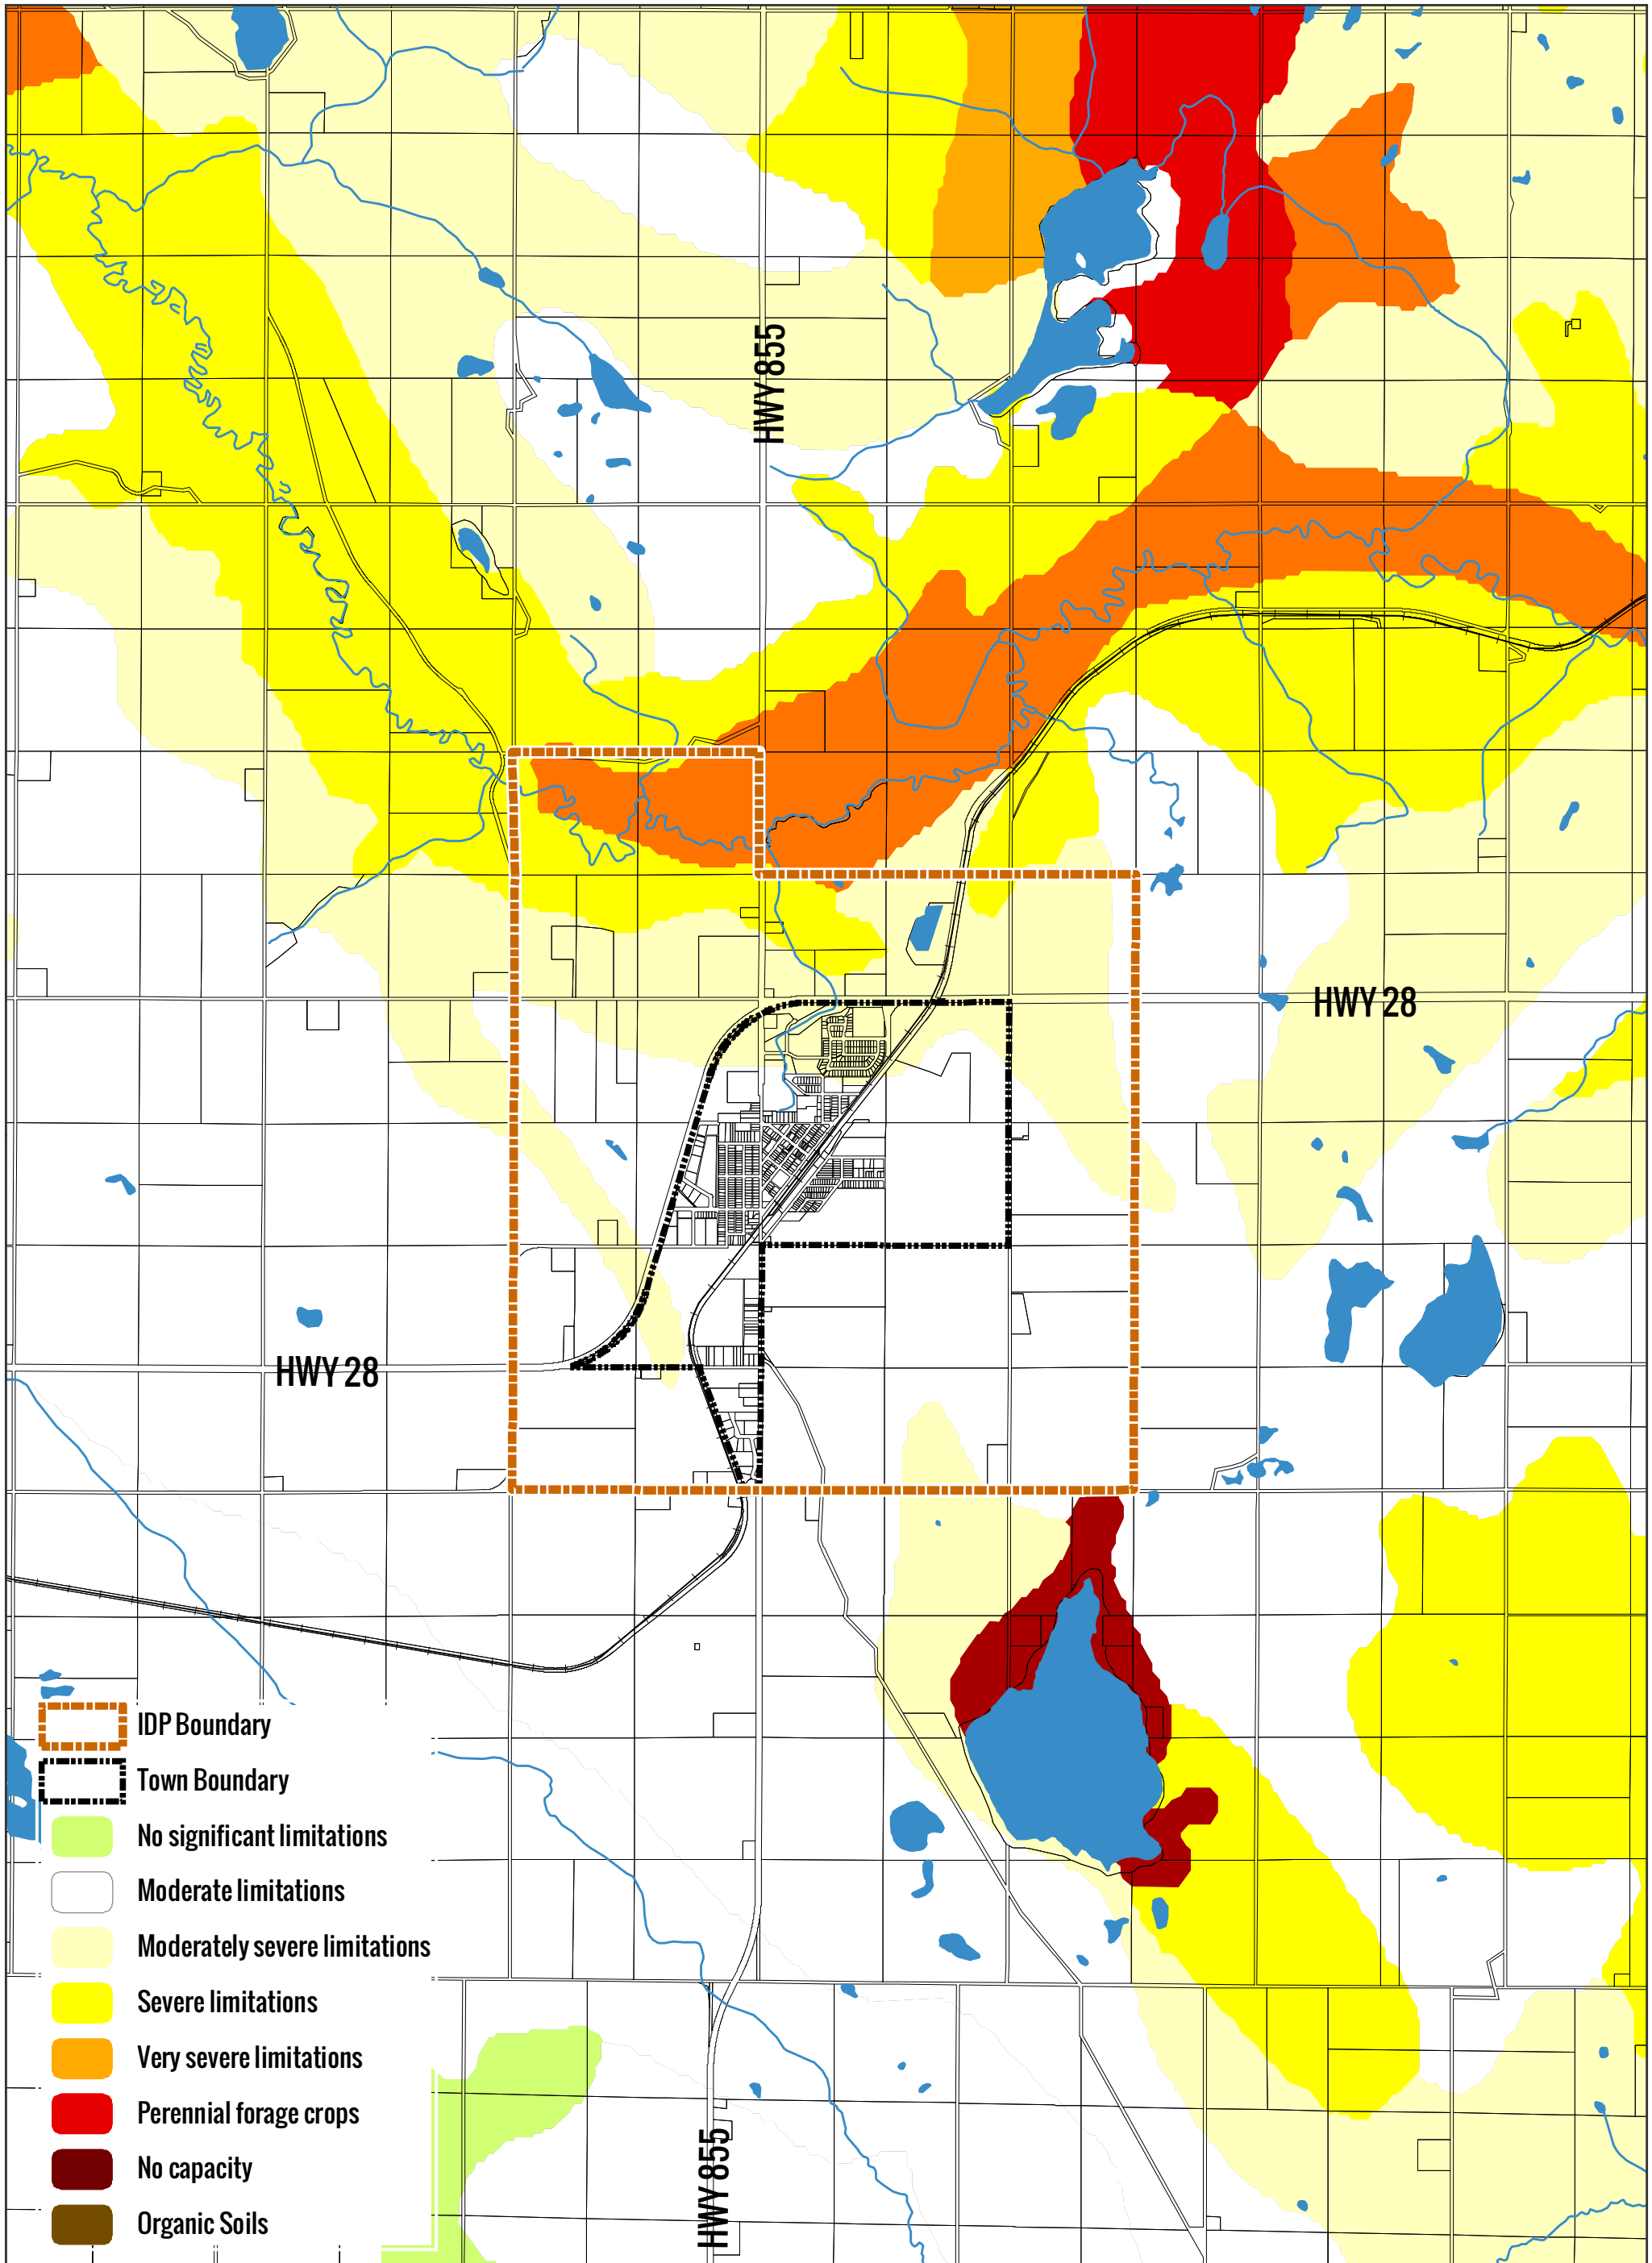 HWY 855
HWY 28
HWY 28
IDP Boundary
Town Boundary
No significant limitations
Moderate limitations
Moderately severe limitations
Severe limitations
Very severe limitations
Perennial forage crops
No capacity
Organic Soils
HWY 855